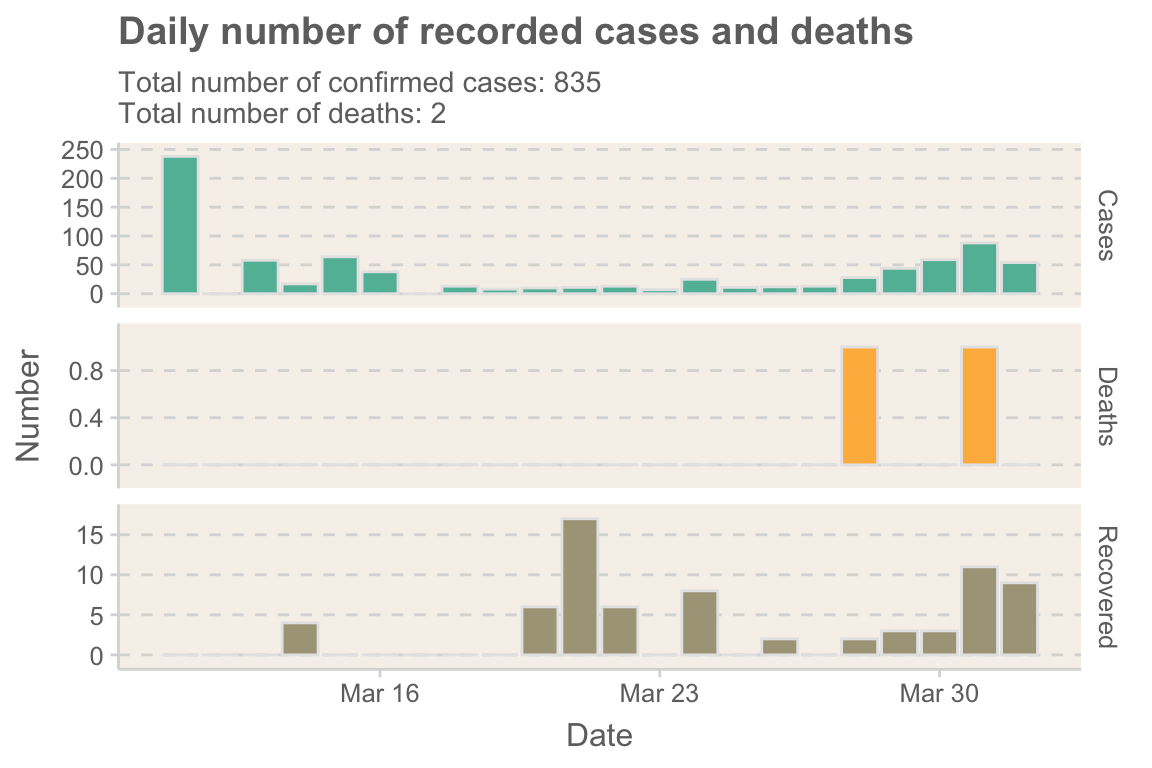 Daily number of recorded cases and deaths
Total number of confirmed cases: 835
Total number of deaths: 2
250
200
150
100
50
0
Cases
Number
0.8
0.4
0.0
Deaths
15
10
5
0
Recovered
Mar 16
Mar 23
Mar 30
Date